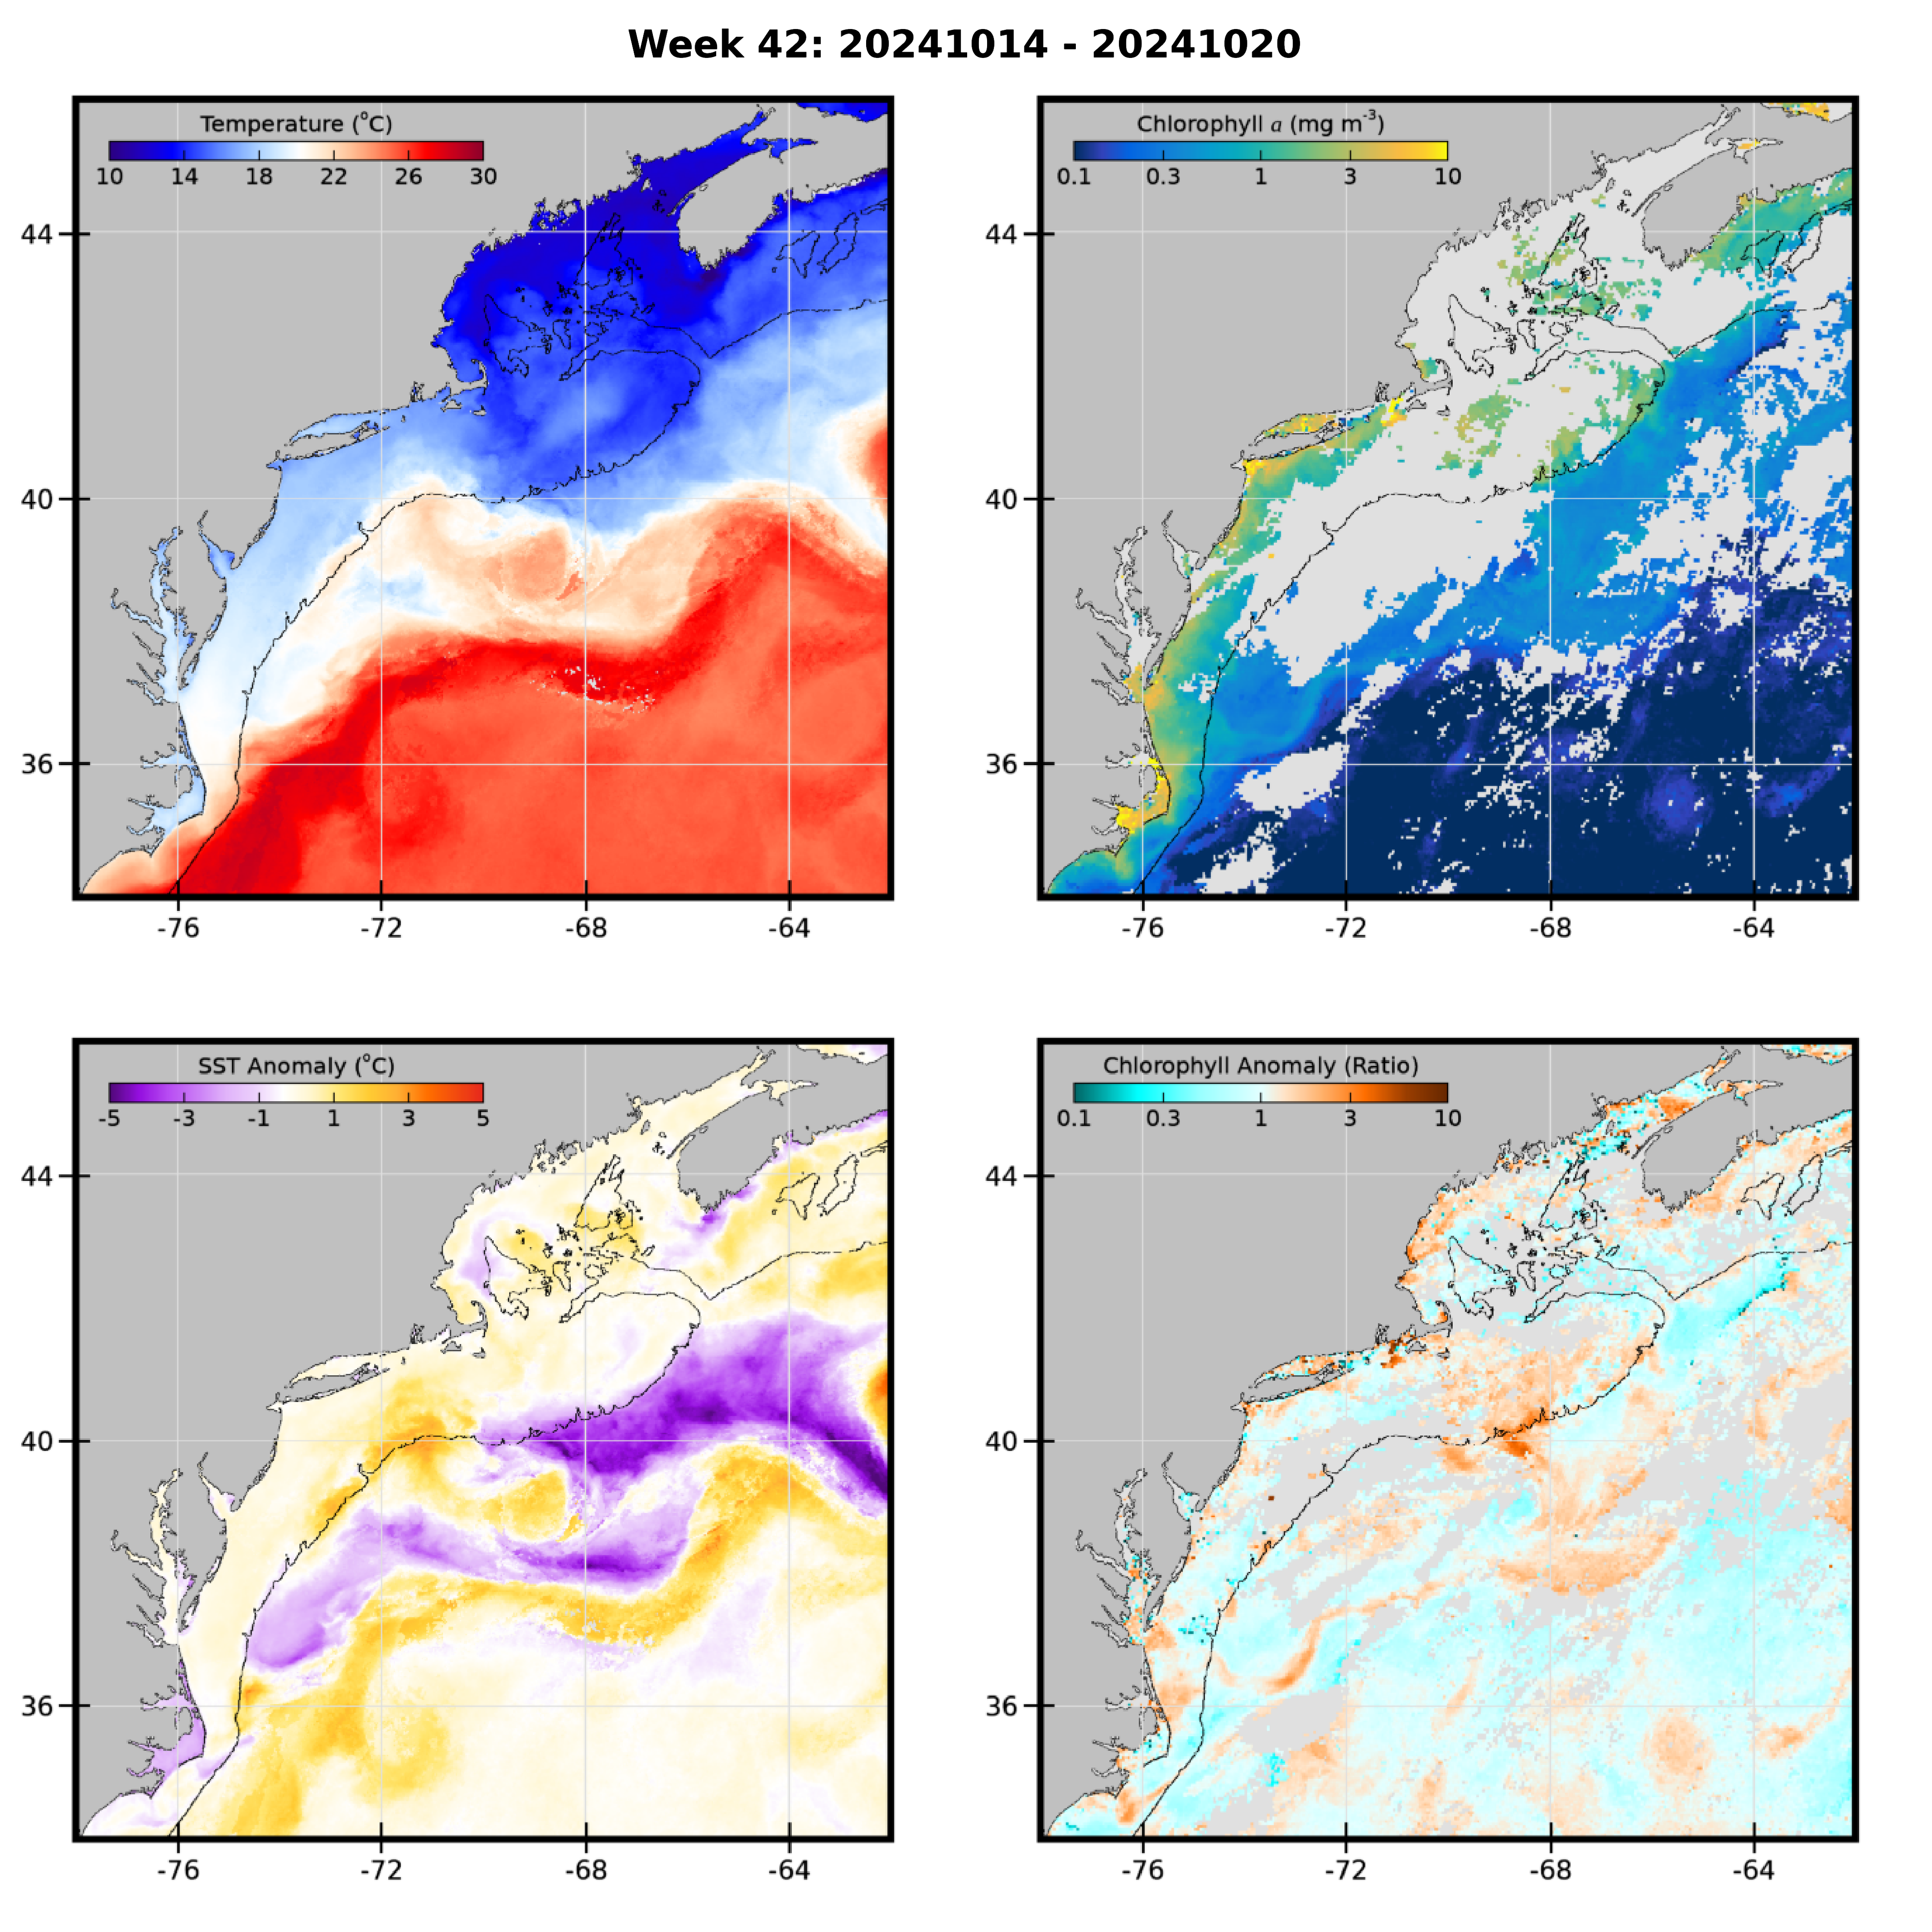 Week 42: 20241014 - 20241020
Temperature (°C)
10 14 18 22 26 30
44
40
36
-76 -72 -68 -64
Chlorophyll a (mg m⁻³)
0.1 0.3 1 3 10
44
40
36
-76 -72 -68 -64
SST Anomaly (°C)
-5 -3 -1 1 3 5
44
40
36
-76 -72 -68 -64
Chlorophyll Anomaly (Ratio)
0.1 0.3 1 3 10
44
40
36
-76 -72 -68 -64